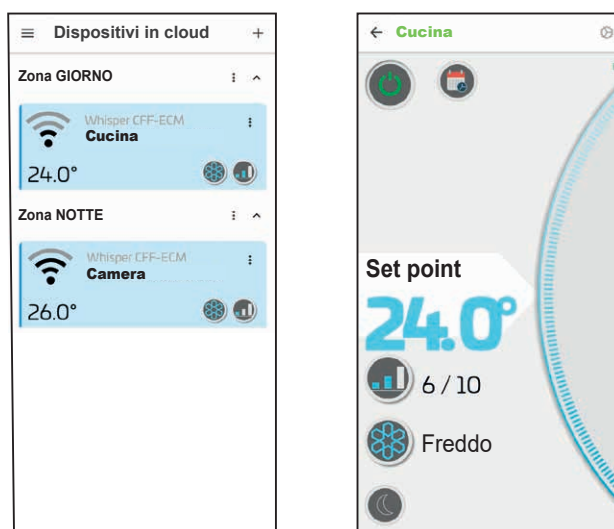 Dispositivi in cloud
Zona GIORNO
Whisper CFF-ECM
Cucina
24.0°
Zona NOTTE
Whisper CFF-ECM
Camera
26.0°
Cucina
Set point
24.0°
6 / 10
Freddo